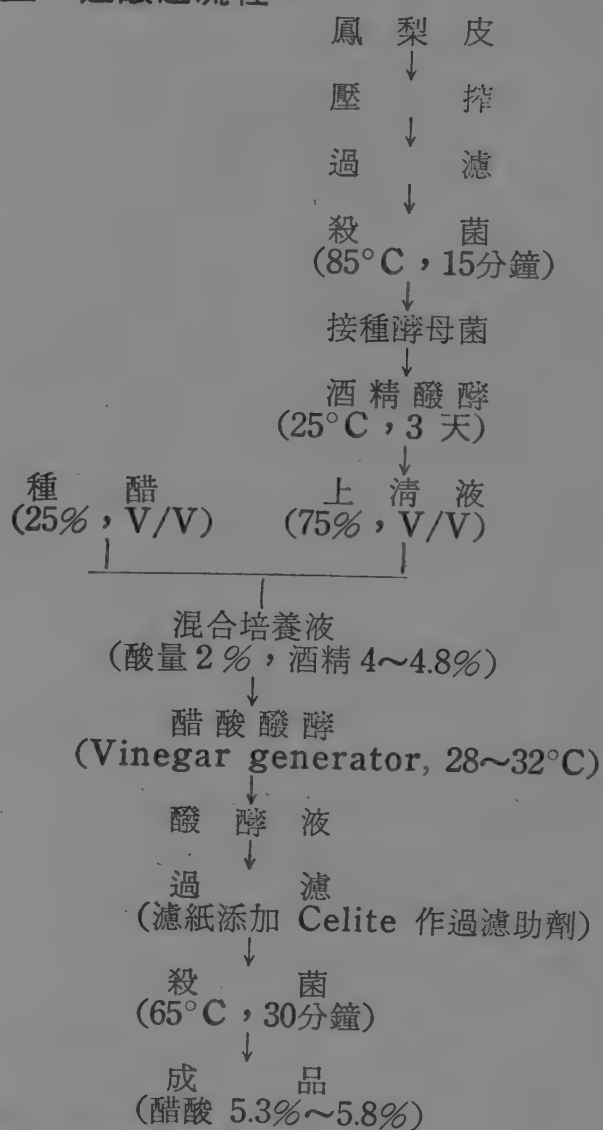 鳳梨皮
壓搾
過濾
殺菌
(85°C，15分鐘)
接種酵母菌
酒精醱酵
(25°C，3 天)
種醋 上淸液
(25%，V/V) (75%，V/V)
混合培養液
(酸量 2 %，酒精 4～4.8%)
醋酸醱酵
(Vinegar generator, 28～32°C)
醱酵液
過濾
(濾紙添加 Celite 作過濾助劑)
殺菌
(65°C，30分鐘)
成品
(醋酸 5.3%～5.8%)